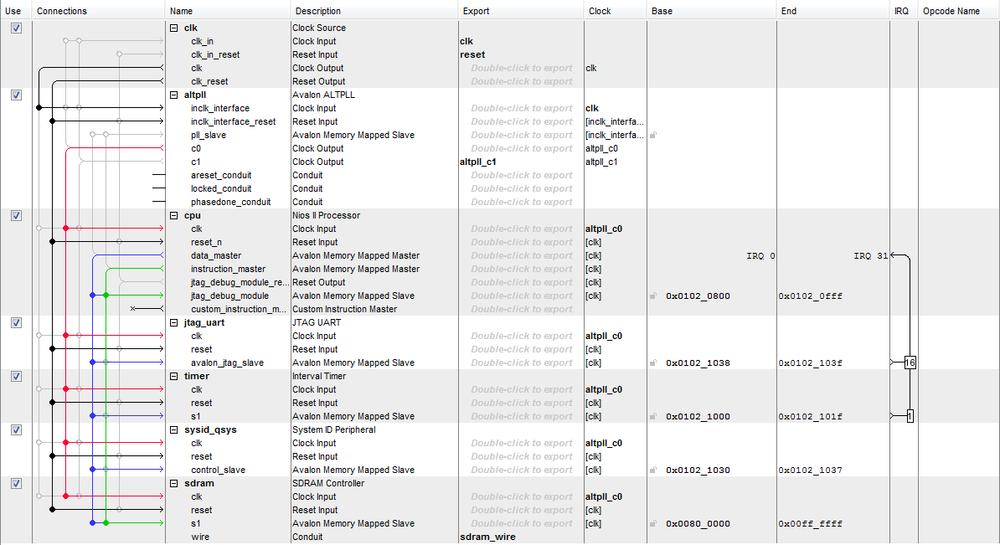 Use Connections Name Description Export Clock Base End IRQ Opcode Name
clk Clock Source
clk_in Clock Input clk
clk_in_reset Reset Input reset
clk Clock Output Double-click to export clk
clk_reset Reset Output Double-click to export
altpll Avalon ALTPLL
inclk_interface Clock Input Double-click to export clk
inclk_interface_reset Reset Input Double-click to export [inclk_interfa...
pll_slave Avalon Memory Mapped Slave Double-click to export [inclk_interfa...
c0 Clock Output Double-click to export altpll_c0
c1 Clock Output altpll_c1 altpll_c1
areset_conduit Conduit Double-click to export
locked_conduit Conduit Double-click to export
phasedone_conduit Conduit Double-click to export
cpu Nios II Processor
clk Clock Input Double-click to export altpll_c0
reset_n Reset Input Double-click to export [clk]
data_master Avalon Memory Mapped Master Double-click to export [clk] IRQ 0 IRQ 31
instruction_master Avalon Memory Mapped Master Double-click to export [clk]
jtag_debug_module_re... Reset Output Double-click to export [clk]
jtag_debug_module Avalon Memory Mapped Slave Double-click to export [clk] 0x0102_0800 0x0102_0fff
custom_instruction_m... Custom Instruction Master Double-click to export
jtag_uart JTAG UART
clk Clock Input Double-click to export altpll_c0
reset Reset Input Double-click to export [clk]
avalon_jtag_slave Avalon Memory Mapped Slave Double-click to export [clk] 0x0102_1038 0x0102_103f 16
timer Interval Timer
clk Clock Input Double-click to export altpll_c0
reset Reset Input Double-click to export [clk]
s1 Avalon Memory Mapped Slave Double-click to export [clk] 0x0102_1000 0x0102_101f 1
sysid_qsys System ID Peripheral
clk Clock Input Double-click to export altpll_c0
reset Reset Input Double-click to export [clk]
control_slave Avalon Memory Mapped Slave Double-click to export [clk] 0x0102_1030 0x0102_1037
sdram SDRAM Controller
clk Clock Input Double-click to export altpll_c0
reset Reset Input Double-click to export [clk]
s1 Avalon Memory Mapped Slave Double-click to export [clk] 0x0080_0000 0x00ff_ffff
wire Conduit sdram_wire